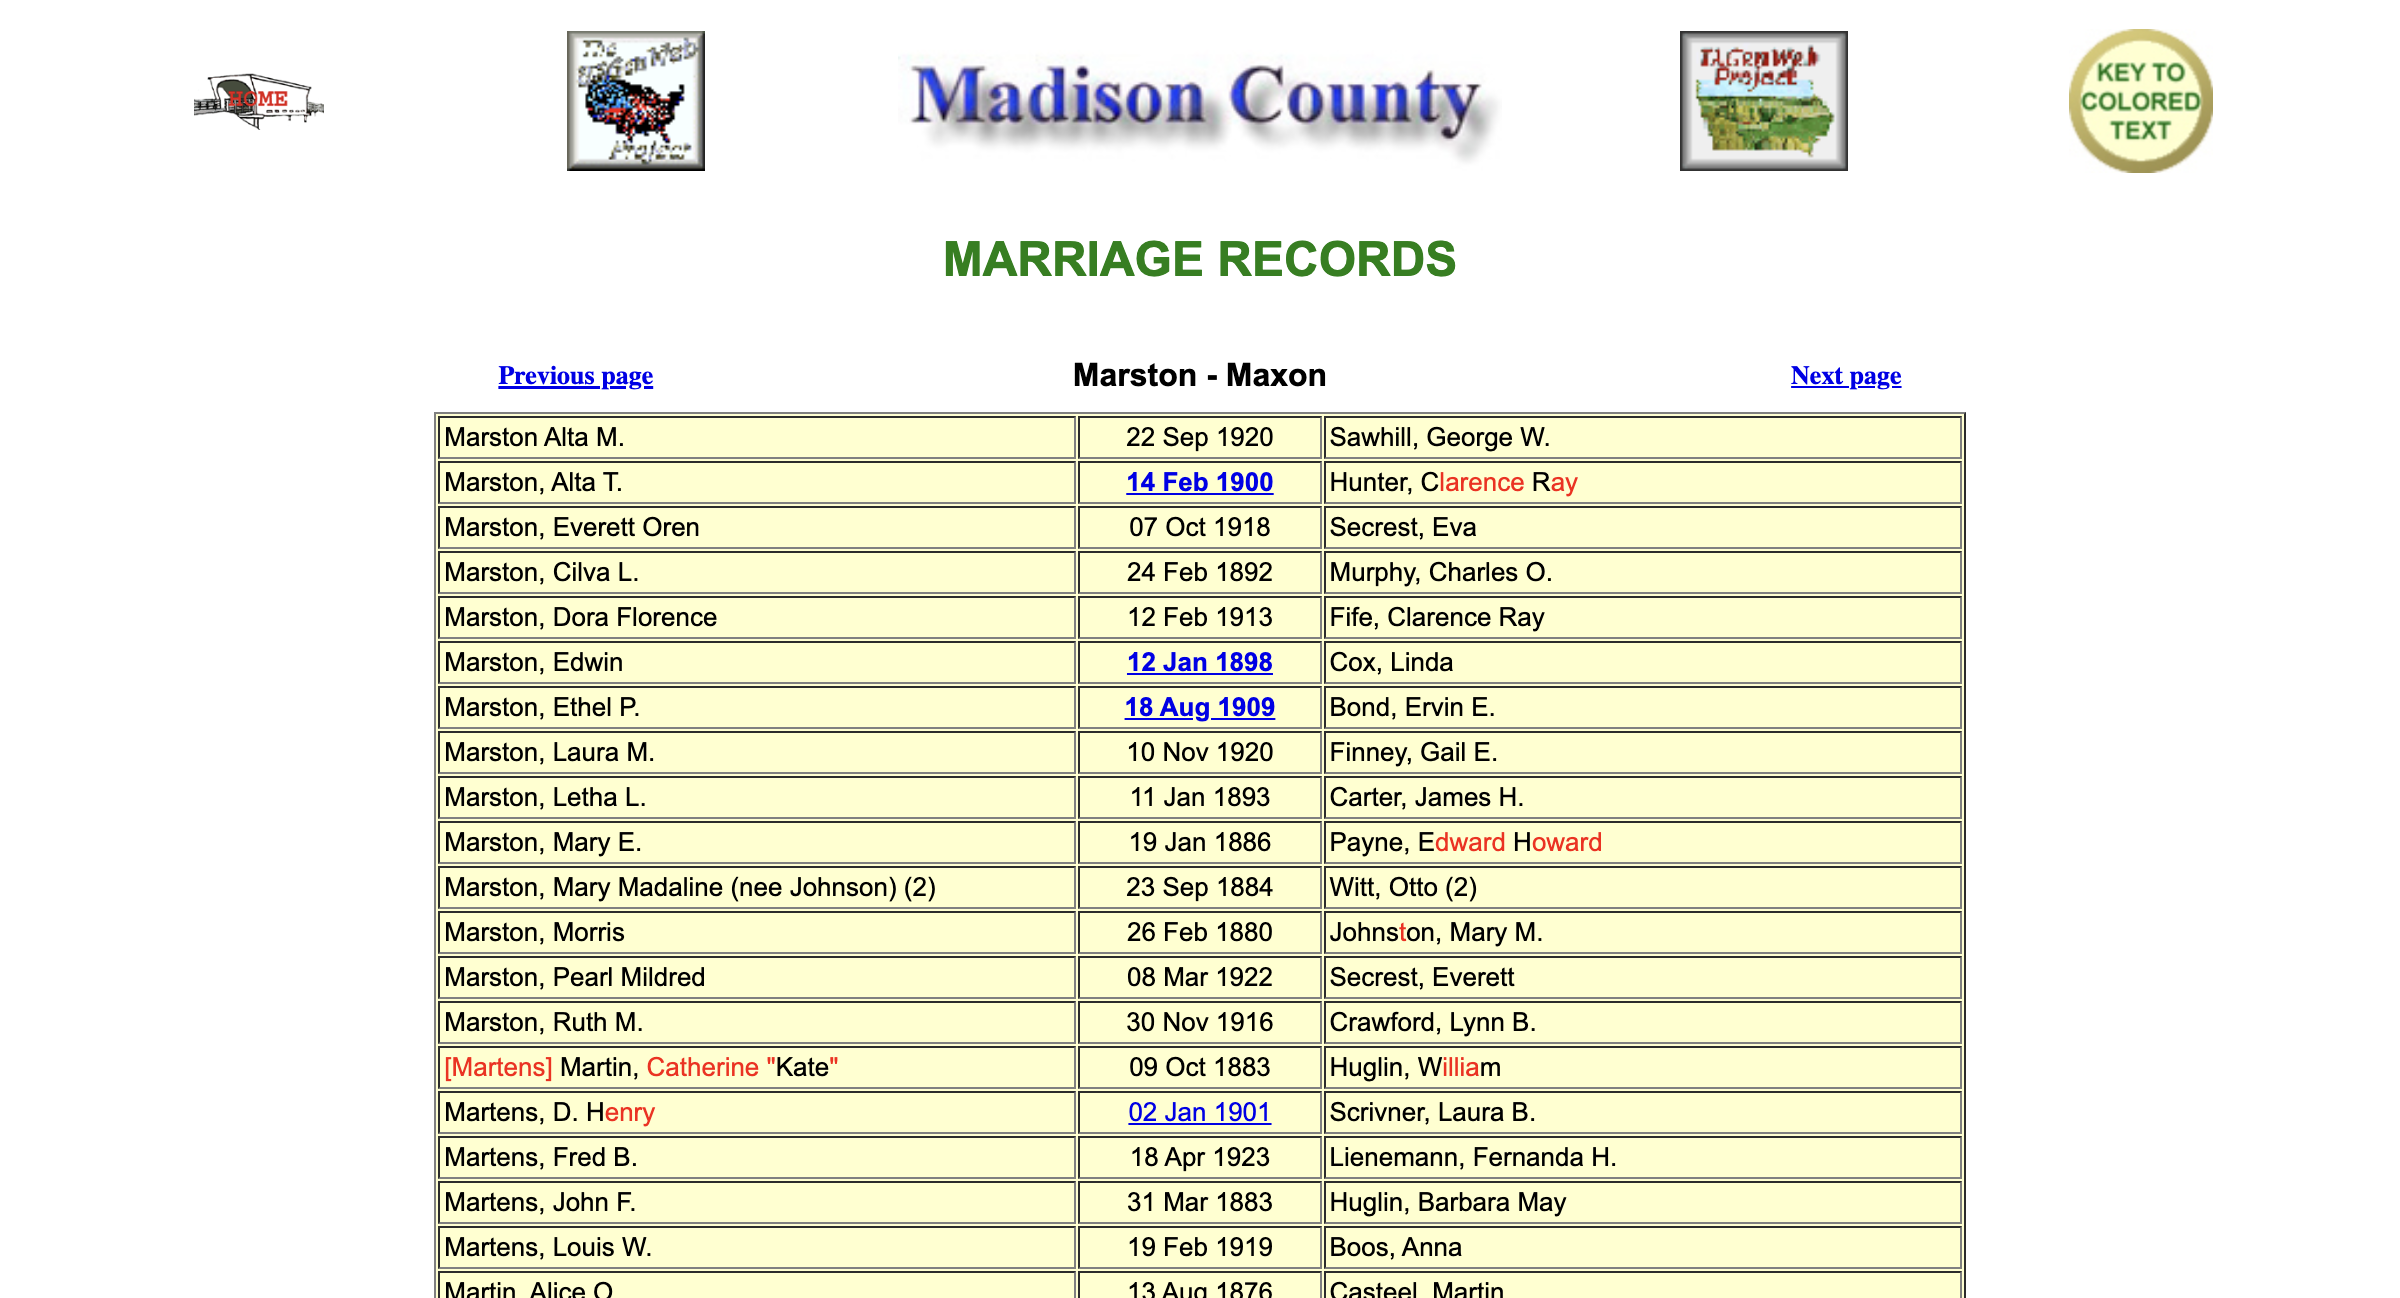 HOME
The USGenWeb Project
Madison County
IAGenWeb Project
KEY TO
COLORED
TEXT
MARRIAGE RECORDS
Previous page Marston - Maxon Next page
Marston Alta M. 22 Sep 1920 Sawhill, George W.
Marston, Alta T. 14 Feb 1900 Hunter, Clarence Ray
Marston, Everett Oren 07 Oct 1918 Secrest, Eva
Marston, Cilva L. 24 Feb 1892 Murphy, Charles O.
Marston, Dora Florence 12 Feb 1913 Fife, Clarence Ray
Marston, Edwin 12 Jan 1898 Cox, Linda
Marston, Ethel P. 18 Aug 1909 Bond, Ervin E.
Marston, Laura M. 10 Nov 1920 Finney, Gail E.
Marston, Letha L. 11 Jan 1893 Carter, James H.
Marston, Mary E. 19 Jan 1886 Payne, Edward Howard
Marston, Mary Madaline (nee Johnson) (2) 23 Sep 1884 Witt, Otto (2)
Marston, Morris 26 Feb 1880 Johnston, Mary M.
Marston, Pearl Mildred 08 Mar 1922 Secrest, Everett
Marston, Ruth M. 30 Nov 1916 Crawford, Lynn B.
[Martens] Martin, Catherine "Kate" 09 Oct 1883 Huglin, William
Martens, D. Henry 02 Jan 1901 Scrivner, Laura B.
Martens, Fred B. 18 Apr 1923 Lienemann, Fernanda H.
Martens, John F. 31 Mar 1883 Huglin, Barbara May
Martens, Louis W. 19 Feb 1919 Boos, Anna
Martin, Alice O 13 Aug 1876 Casteel, Martin